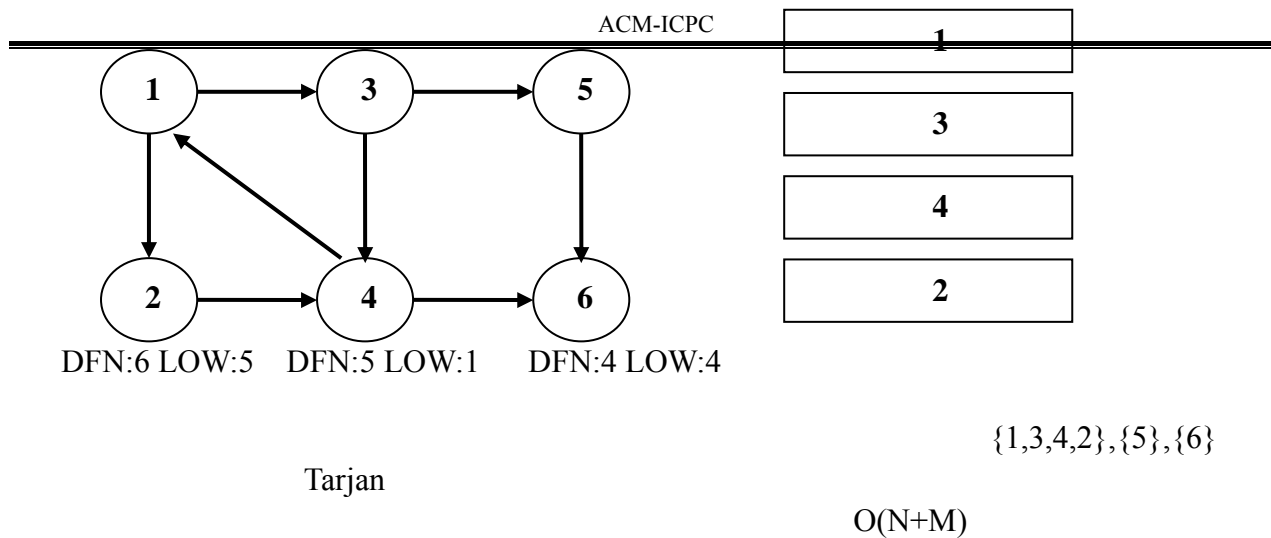 ACM-ICPC
1 3 5
2 4 6
DFN:6 LOW:5 DFN:5 LOW:1 DFN:4 LOW:4
1
3
4
2
{1,3,4,2},{5},{6}
Tarjan
O(N+M)